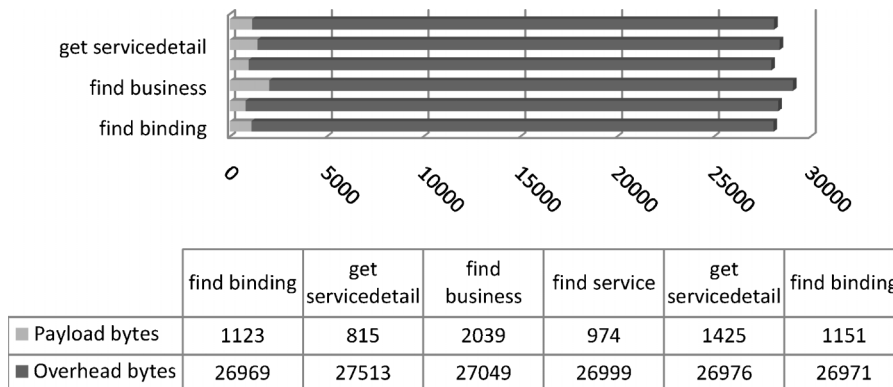 get servicedetail
find business
find binding
0 5000 10000 15000 20000 25000 30000
find binding get servicedetail find business find service get servicedetail find binding
Payload bytes 1123 815 2039 974 1425 1151
Overhead bytes 26969 27513 27049 26999 26976 26971